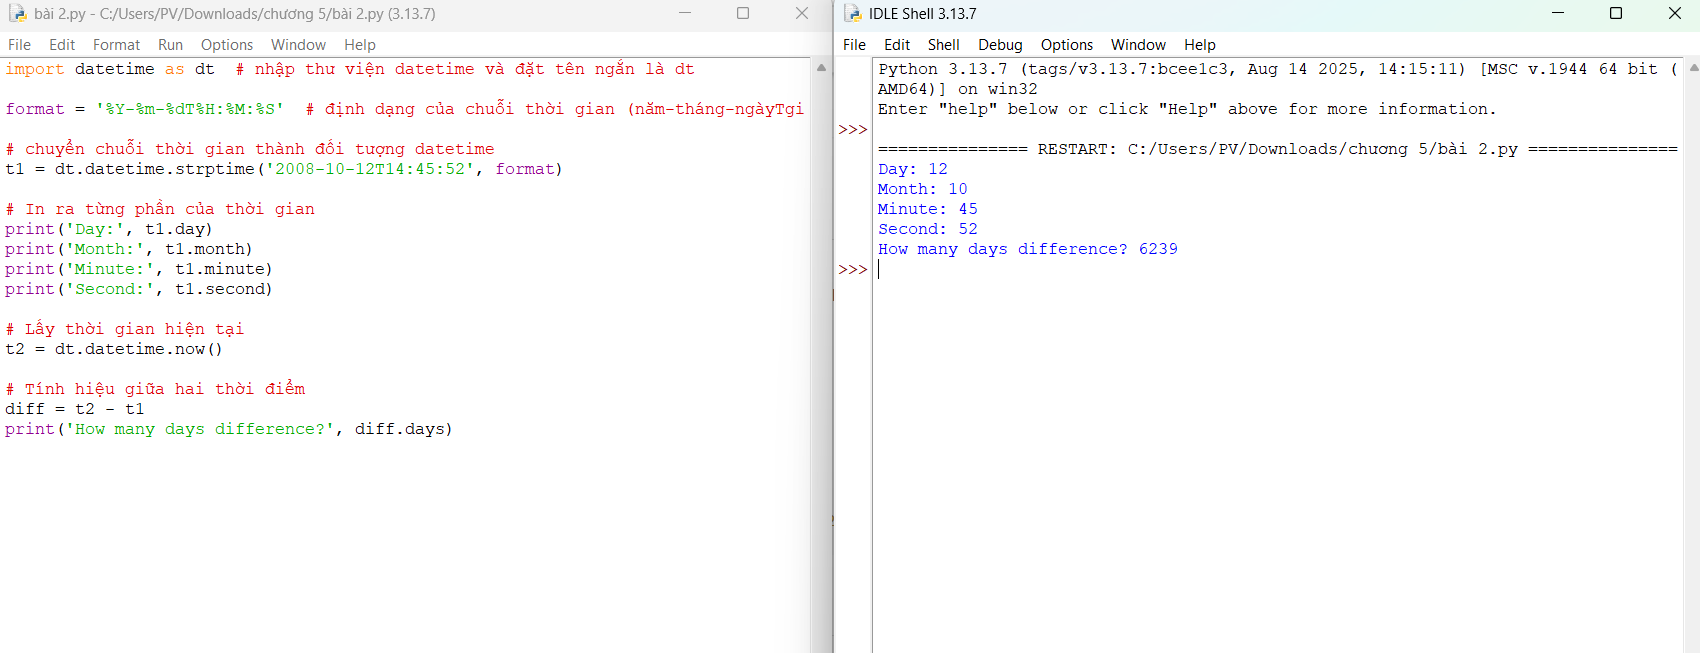 bài 2.py - C:/Users/PV/Downloads/chương 5/bài 2.py (3.13.7)
File Edit Format Run Options Window Help
import datetime as dt  # nhập thư viện datetime và đặt tên ngắn là dt
format = '%Y-%m-%dT%H:%M:%S'  # định dạng của chuỗi thời gian (năm-tháng-ngàyTgi
# chuyển chuỗi thời gian thành đối tượng datetime
t1 = dt.datetime.strptime('2008-10-12T14:45:52', format)
# In ra từng phần của thời gian
print('Day:', t1.day)
print('Month:', t1.month)
print('Minute:', t1.minute)
print('Second:', t1.second)
# Lấy thời gian hiện tại
t2 = dt.datetime.now()
# Tính hiệu giữa hai thời điểm
diff = t2 - t1
print('How many days difference?', diff.days)
IDLE Shell 3.13.7
File Edit Shell Debug Options Window Help
Python 3.13.7 (tags/v3.13.7:bcee1c3, Aug 14 2025, 14:15:11) [MSC v.1944 64 bit (
AMD64)] on win32
Enter "help" below or click "Help" above for more information.
>>>
=============== RESTART: C:/Users/PV/Downloads/chương 5/bài 2.py ===============
Day: 12
Month: 10
Minute: 45
Second: 52
How many days difference? 6239
>>>